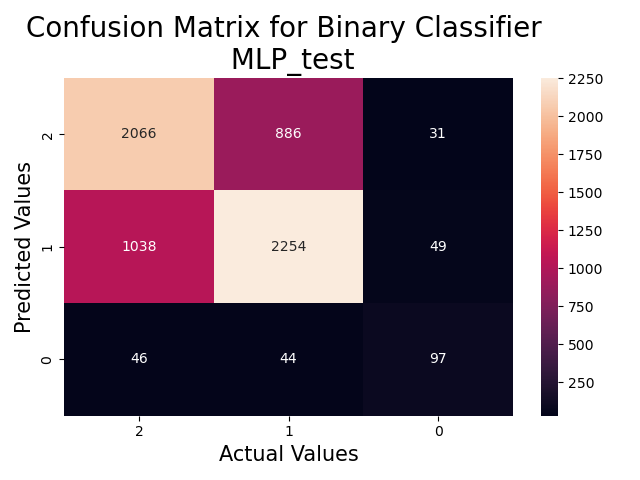 Confusion Matrix for Binary Classifier
MLP_test
2250
2000
1750
1500
1250
1000
750
500
250
Predicted Values
2
2066 886 31
1
1038 2254 49
0
46 44 97
2 1 0
Actual Values